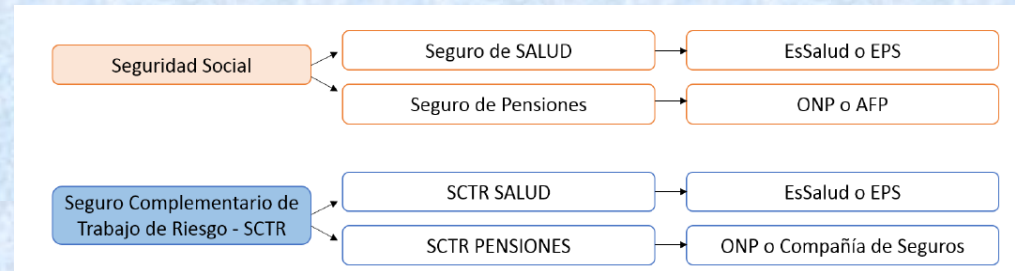 Seguridad Social
Seguro de SALUD
EsSalud o EPS
Seguro de Pensiones
ONP o AFP
Seguro Complementario de
Trabajo de Riesgo - SCTR
SCTR SALUD
EsSalud o EPS
SCTR PENSIONES
ONP o Compañía de Seguros